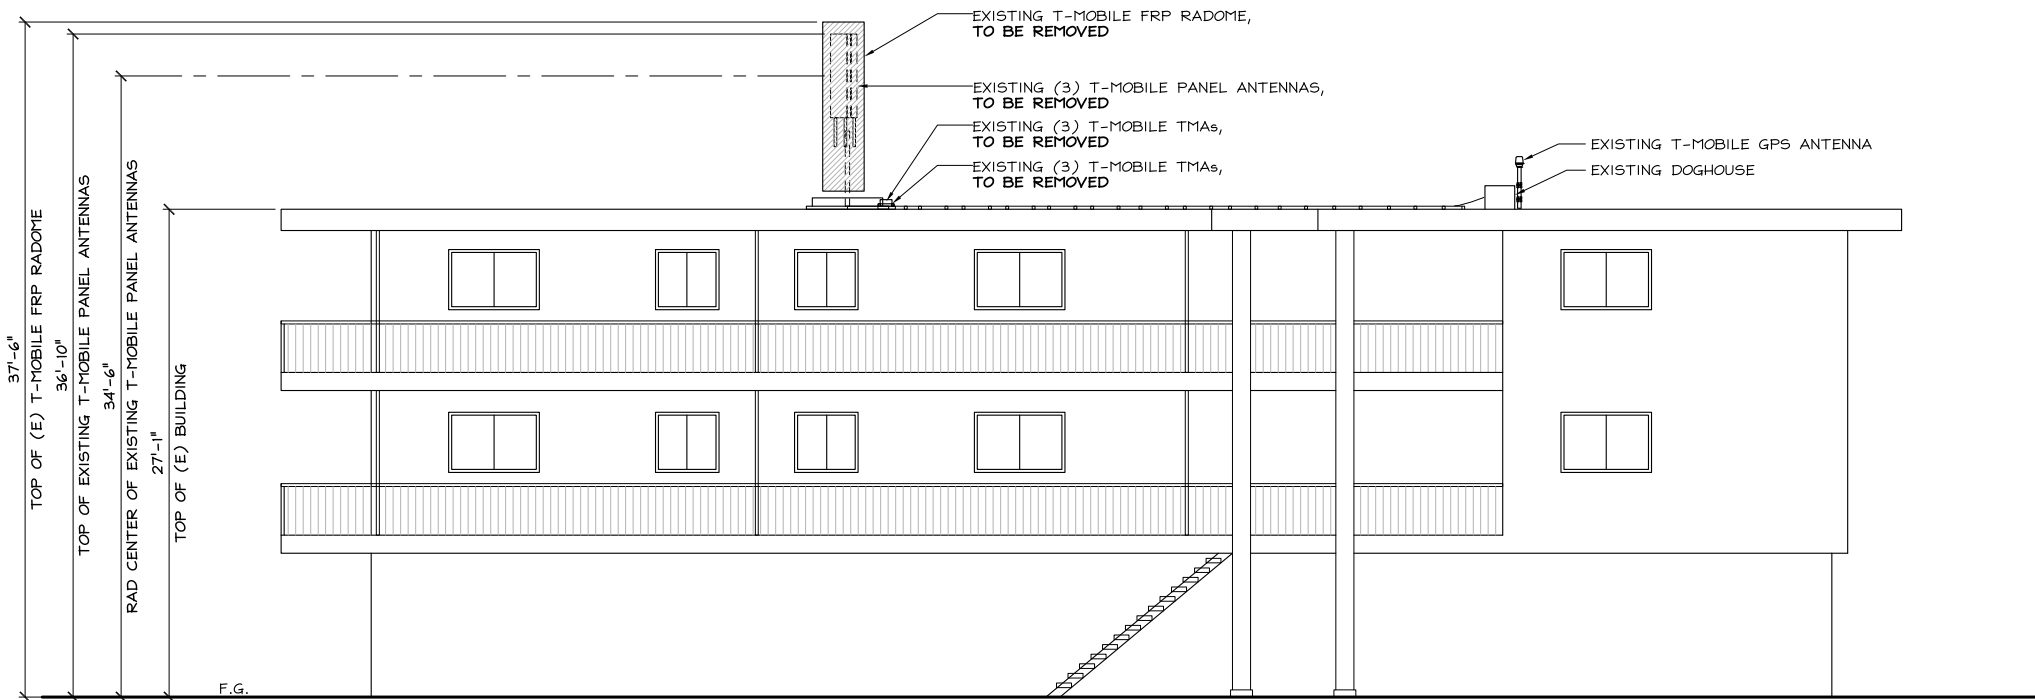 EXISTING T-MOBILE FRP RADOME,
TO BE REMOVED
EXISTING (3) T-MOBILE PANEL ANTENNAS,
TO BE REMOVED
EXISTING (3) T-MOBILE TMAs,
TO BE REMOVED
EXISTING (3) T-MOBILE TMAs,
TO BE REMOVED
EXISTING T-MOBILE GPS ANTENNA
EXISTING DOGHOUSE
37'-6"
TOP OF (E) T-MOBILE FRP RADOME
36'-10"
TOP OF EXISTING T-MOBILE PANEL ANTENNAS
34'-6"
RAD CENTER OF EXISTING T-MOBILE PANEL ANTENNAS
27'-1"
TOP OF (E) BUILDING
F.G.